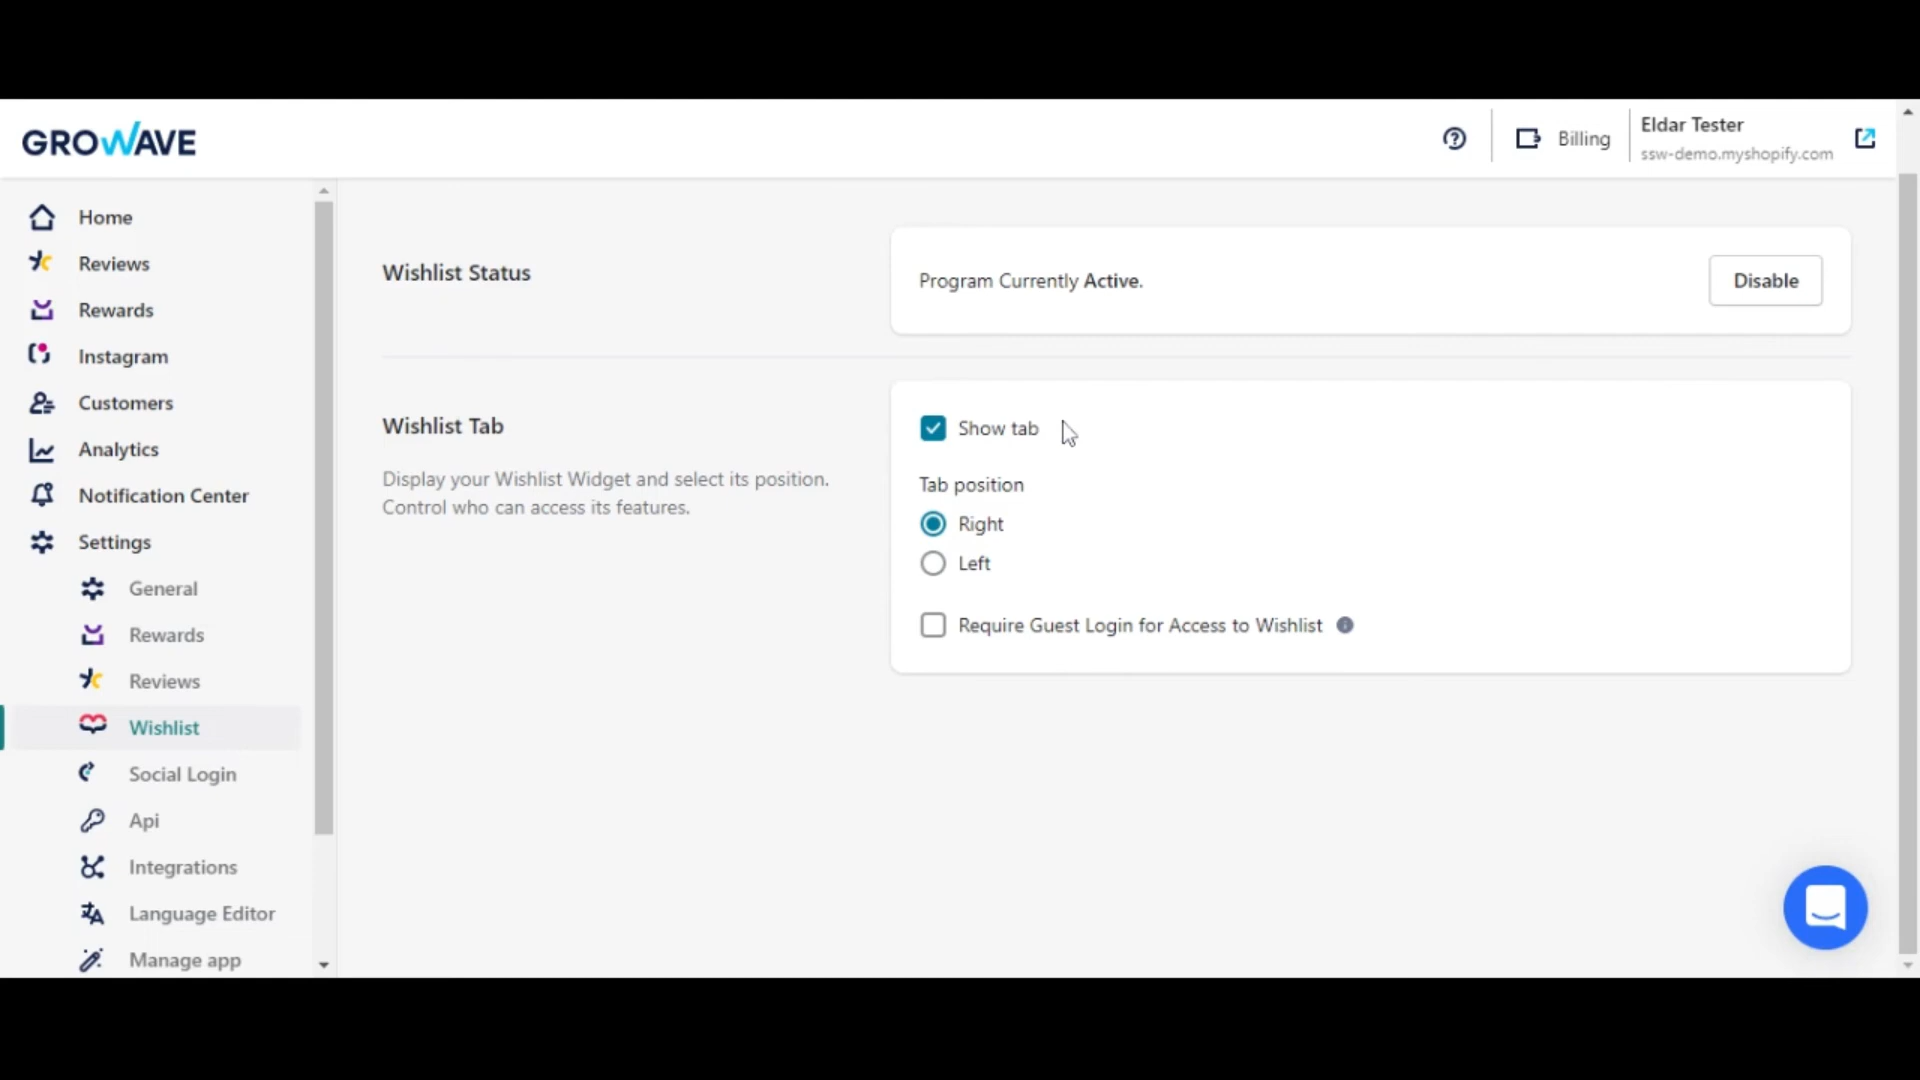 GROWAVE
Billing
Eldar Tester
ssw-demo.myshopify.com
Home
Reviews
Rewards
Instagram
Customers
Analytics
Notification Center
Settings
General
Rewards
Reviews
Wishlist
Social Login
Api
Integrations
Language Editor
Manage app
Wishlist Status
Program Currently Active.
Disable
Wishlist Tab
Display your Wishlist Widget and select its position.
Control who can access its features.
Show tab
Tab position
Right
Left
Require Guest Login for Access to Wishlist